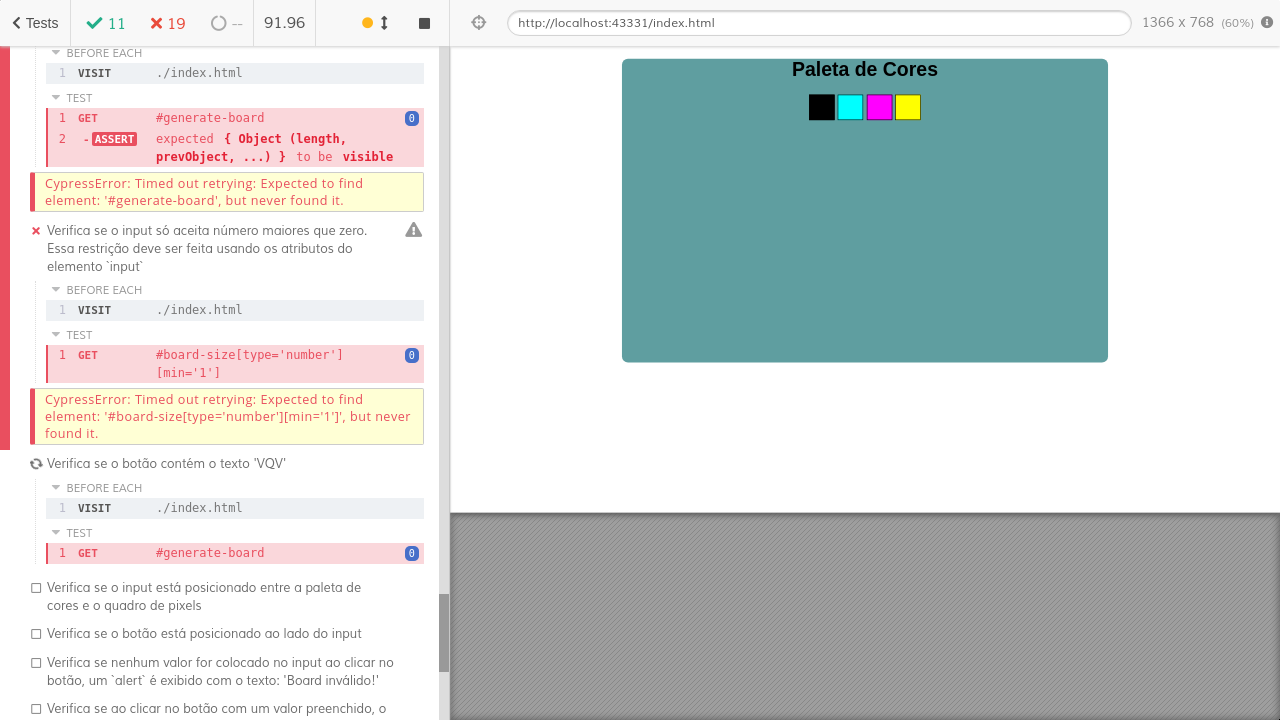 Tests
11
19
--
91.96
http://localhost:43331/index.html
1366 x 768 (60%)
BEFORE EACH
1 VISIT ./index.html
TEST
1 GET #generate-board 0
2 -ASSERT expected { Object (length,
prevObject, ...) } to be visible
CypressError: Timed out retrying: Expected to find
element: '#generate-board', but never found it.
Verifica se o input só aceita número maiores que zero.
Essa restrição deve ser feita usando os atributos do
elemento `input`
BEFORE EACH
1 VISIT ./index.html
TEST
1 GET #board-size[type='number'] 0
[min='1']
CypressError: Timed out retrying: Expected to find
element: '#board-size[type='number'][min='1']', but never
found it.
Verifica se o botão contém o texto 'VQV'
BEFORE EACH
1 VISIT ./index.html
TEST
1 GET #generate-board 0
Verifica se o input está posicionado entre a paleta de
cores e o quadro de pixels
Verifica se o botão está posicionado ao lado do input
Verifica se nenhum valor for colocado no input ao clicar no
botão, um `alert` é exibido com o texto: 'Board inválido!'
Verifica se ao clicar no botão com um valor preenchido, o
Paleta de Cores